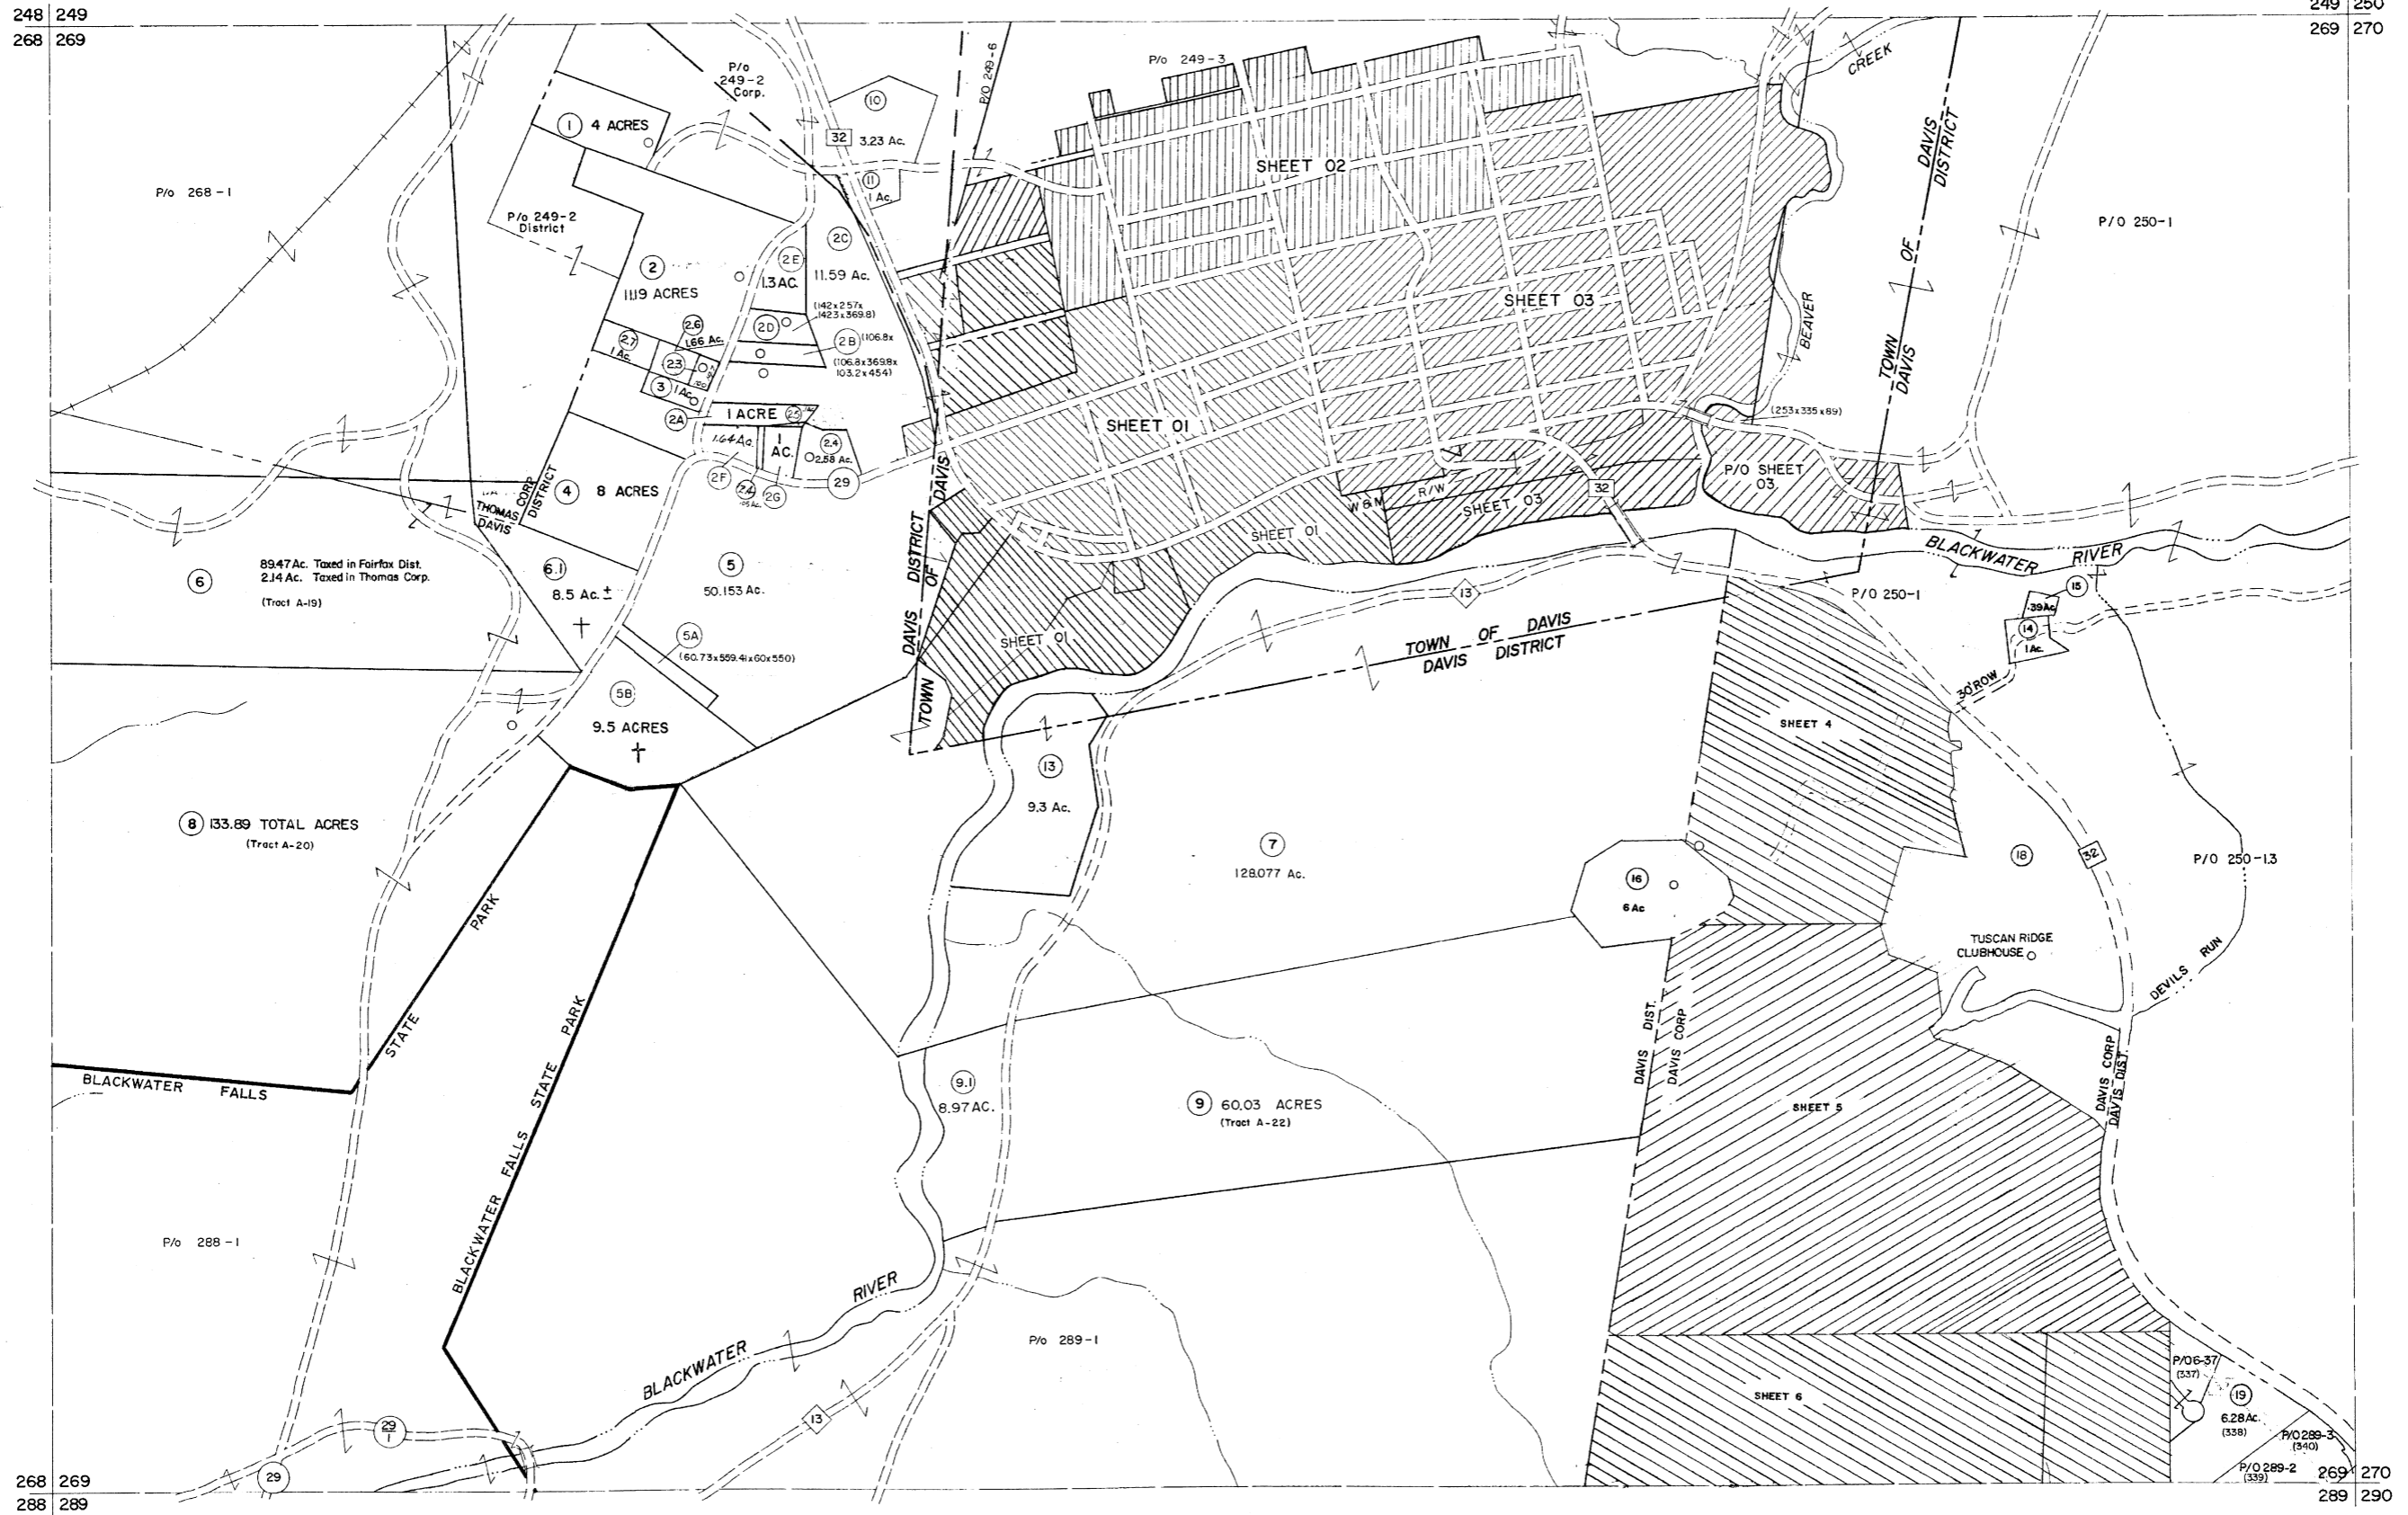 248 249
268 269
249 250
269 270
P/o 249-2 Corp.
P/O 249-6
P/o 249-3
CREEK
10
3.23 Ac.
32
1 4 ACRES
11
1 Ac.
SHEET 02
TOWN OF DAVIS
DAVIS DISTRICT
P/o 268-1
P/o 249-2
District
P/O 250-1
2C
11.59 Ac.
2E
1.3 AC.
2
11.19 ACRES
SHEET 03
BEAVER
(142x257x
(423x369.8)
2D
2B
(106.8x
(106.8x369.8x
103.2x454)
2.6
1.66 Ac.
2.7
1 Ac.
2.3
3 1 Ac.
2A
1 ACRE 2.5
(253x335x89)
SHEET 01
1.64 Ac.
1
AC.
2.4
2.58 Ac.
2F
2G
29
P/O SHEET
03
4 8 ACRES
THOMAS CORP
DAVIS DISTRICT
W & M
R/W
32
SHEET 03
SHEET 01
BLACKWATER RIVER
DAVIS DISTRICT
TOWN OF DAVIS
6
89.47 Ac. Taxed in Fairfax Dist.
2.14 Ac. Taxed in Thomas Corp.
(Tract A-19)
6.1
8.5 Ac. ±
5
50.153 Ac.
13
P/O 250-1
15
.39 Ac
14
1 Ac.
5A
(60.73x559.41x60x550)
SHEET 01
TOWN OF DAVIS
DAVIS DISTRICT
30' ROW
5B
9.5 ACRES
SHEET 4
13
9.3 Ac.
8 133.89 TOTAL ACRES
(Tract A-20)
7
128.077 Ac.
16
6 Ac
18
32
P/O 250-1.3
STATE PARK
TUSCAN RIDGE
CLUBHOUSE
DEVILS RUN
BLACKWATER FALLS
BLACKWATER FALLS STATE PARK
DAVIS DIST.
DAVIS CORP
DAVIS CORP
DAVIS DIST.
9.1
8.97 AC.
9 60.03 ACRES
(Tract A-22)
SHEET 5
P/o 288-1
BLACKWATER RIVER
P/o 289-1
13
29
1
29
SHEET 6
P/O 6-37
(337)
19
6.28 Ac.
(338)
P/O 289-3
(340)
P/O 289-2
(339)
268 269
288 289
269 270
289 290